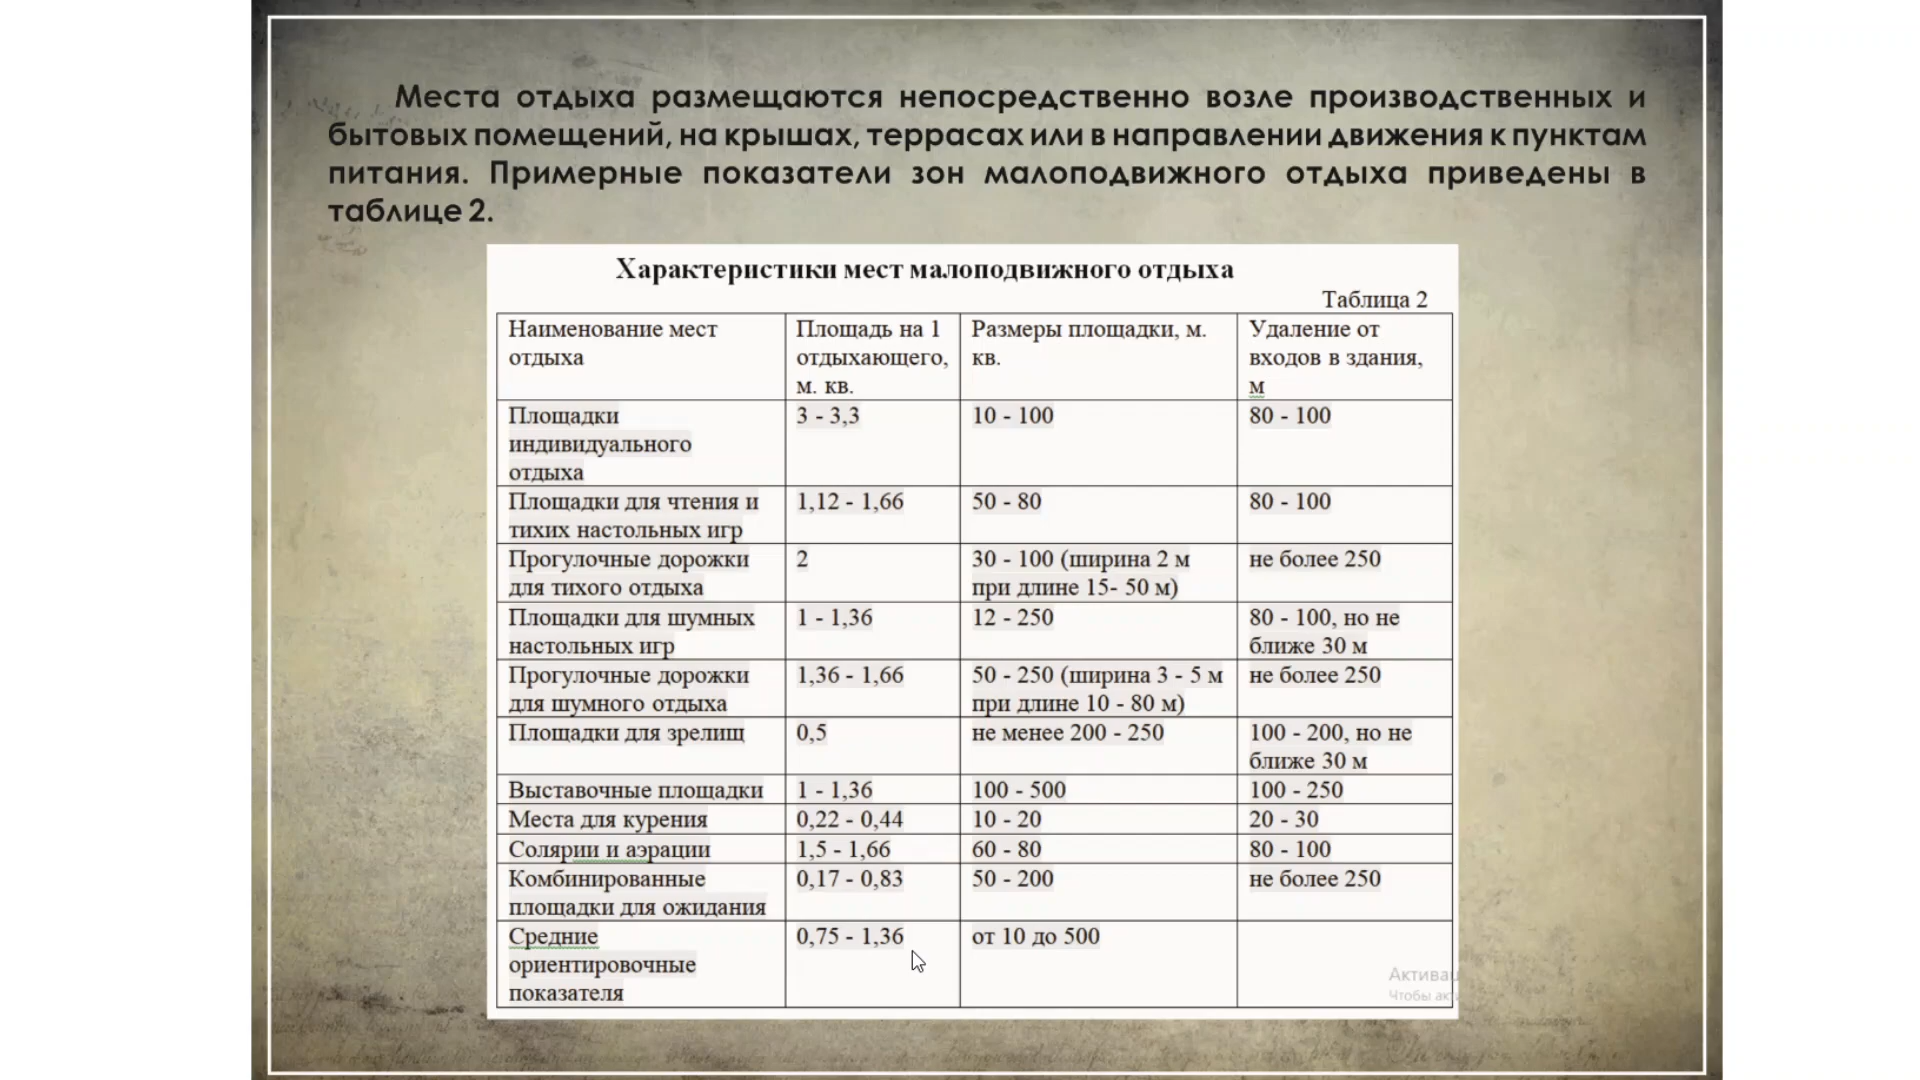 Места отдыха размещаются непосредственно возле производственных и
бытовых помещений, на крышах, террасах или в направлении движения к пунктам
питания. Примерные показатели зон малоподвижного отдыха приведены в
таблице 2.
Характеристики мест малоподвижного отдыха
Таблица 2
Наименование мест
отдыха
Площадь на 1
отдыхающего,
м. кв.
Размеры площадки, м.
кв.
Удаление от
входов в здания,
м
Площадки
индивидуального
отдыха
3 - 3,3
10 - 100
80 - 100
Площадки для чтения и
тихих настольных игр
1,12 - 1,66
50 - 80
80 - 100
Прогулочные дорожки
для тихого отдыха
2
30 - 100 (ширина 2 м
при длине 15- 50 м)
не более 250
Площадки для шумных
настольных игр
1 - 1,36
12 - 250
80 - 100, но не
ближе 30 м
Прогулочные дорожки
для шумного отдыха
1,36 - 1,66
50 - 250 (ширина 3 - 5 м
при длине 10 - 80 м)
не более 250
Площадки для зрелищ
0,5
не менее 200 - 250
100 - 200, но не
ближе 30 м
Выставочные площадки
1 - 1,36
100 - 500
100 - 250
Места для курения
0,22 - 0,44
10 - 20
20 - 30
Солярии и аэрации
1,5 - 1,66
60 - 80
80 - 100
Комбинированные
площадки для ожидания
0,17 - 0,83
50 - 200
не более 250
Средние
ориентировочные
показателя
0,75 - 1,36
от 10 до 500
Чтобы